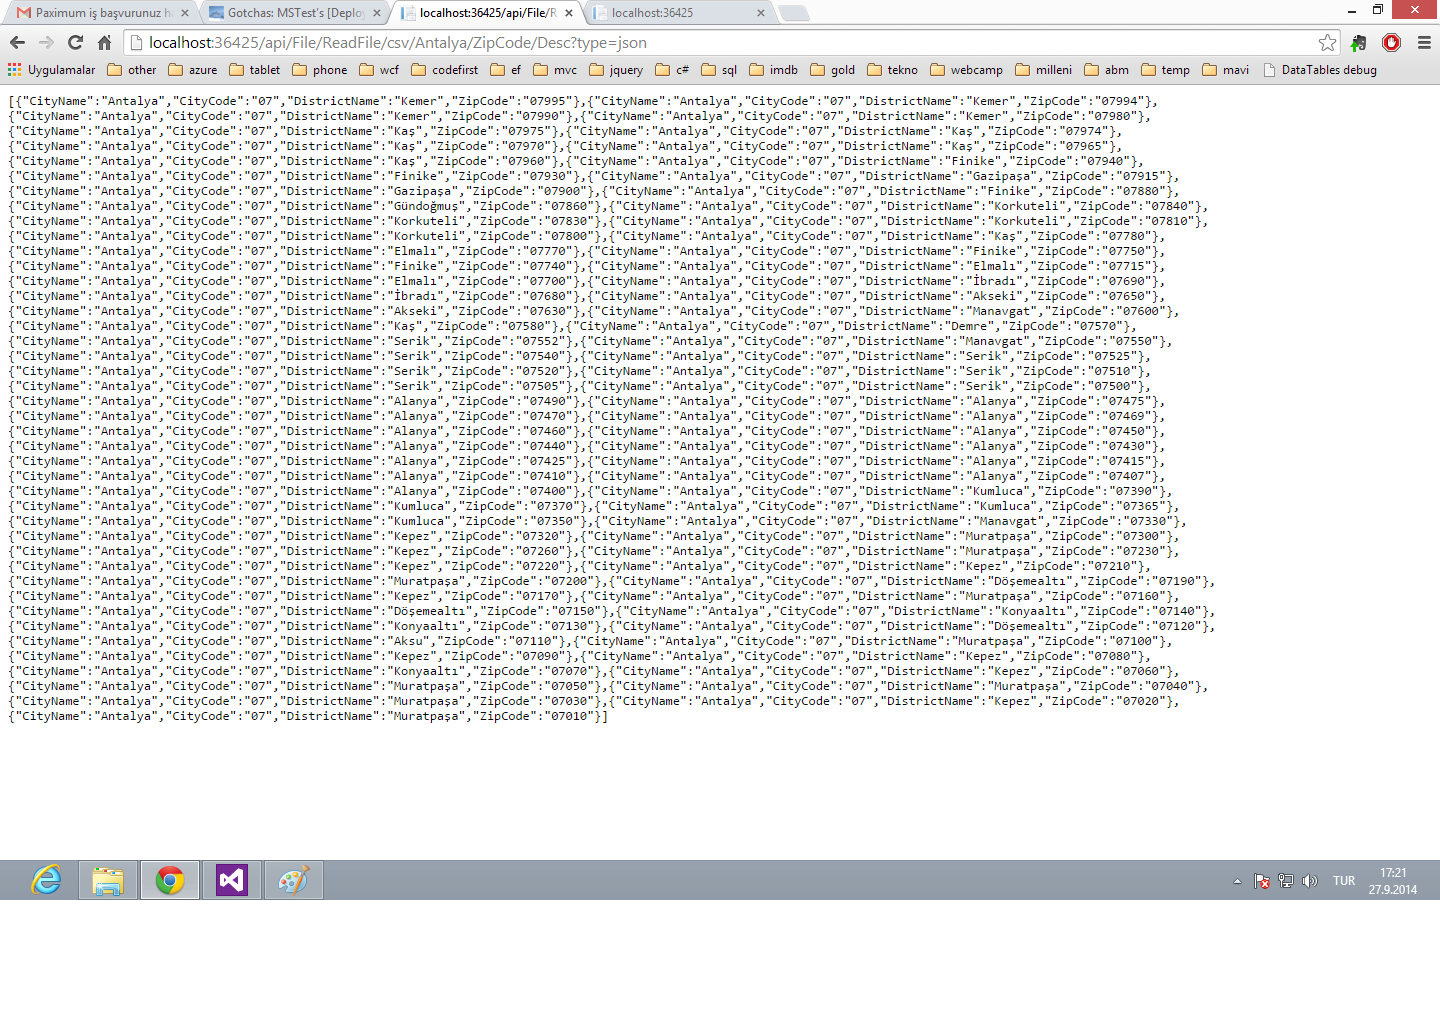 Paximum iş başvurunuz h
Gotchas: MSTest's [Deploy
localhost:36425/api/File/R
localhost:36425
localhost:36425/api/File/ReadFile/csv/Antalya/ZipCode/Desc?type=json
Uygulamalar other azure tablet phone wcf codefirst ef mvc jquery c# sql imdb gold tekno webcamp milleni abm temp mavi DataTables debug
[{"CityName":"Antalya","CityCode":"07","DistrictName":"Kemer","ZipCode":"07995"},{"CityName":"Antalya","CityCode":"07","DistrictName":"Kemer","ZipCode":"07994"},
{"CityName":"Antalya","CityCode":"07","DistrictName":"Kemer","ZipCode":"07990"},{"CityName":"Antalya","CityCode":"07","DistrictName":"Kemer","ZipCode":"07980"},
{"CityName":"Antalya","CityCode":"07","DistrictName":"Kaş","ZipCode":"07975"},{"CityName":"Antalya","CityCode":"07","DistrictName":"Kaş","ZipCode":"07974"},
{"CityName":"Antalya","CityCode":"07","DistrictName":"Kaş","ZipCode":"07970"},{"CityName":"Antalya","CityCode":"07","DistrictName":"Kaş","ZipCode":"07965"},
{"CityName":"Antalya","CityCode":"07","DistrictName":"Kaş","ZipCode":"07960"},{"CityName":"Antalya","CityCode":"07","DistrictName":"Finike","ZipCode":"07940"},
{"CityName":"Antalya","CityCode":"07","DistrictName":"Finike","ZipCode":"07930"},{"CityName":"Antalya","CityCode":"07","DistrictName":"Gazipaşa","ZipCode":"07915"},
{"CityName":"Antalya","CityCode":"07","DistrictName":"Gazipaşa","ZipCode":"07900"},{"CityName":"Antalya","CityCode":"07","DistrictName":"Finike","ZipCode":"07880"},
{"CityName":"Antalya","CityCode":"07","DistrictName":"Gündoğmuş","ZipCode":"07860"},{"CityName":"Antalya","CityCode":"07","DistrictName":"Korkuteli","ZipCode":"07840"},
{"CityName":"Antalya","CityCode":"07","DistrictName":"Korkuteli","ZipCode":"07830"},{"CityName":"Antalya","CityCode":"07","DistrictName":"Korkuteli","ZipCode":"07810"},
{"CityName":"Antalya","CityCode":"07","DistrictName":"Korkuteli","ZipCode":"07800"},{"CityName":"Antalya","CityCode":"07","DistrictName":"Kaş","ZipCode":"07780"},
{"CityName":"Antalya","CityCode":"07","DistrictName":"Elmalı","ZipCode":"07770"},{"CityName":"Antalya","CityCode":"07","DistrictName":"Finike","ZipCode":"07750"},
{"CityName":"Antalya","CityCode":"07","DistrictName":"Finike","ZipCode":"07740"},{"CityName":"Antalya","CityCode":"07","DistrictName":"Elmalı","ZipCode":"07715"},
{"CityName":"Antalya","CityCode":"07","DistrictName":"Elmalı","ZipCode":"07700"},{"CityName":"Antalya","CityCode":"07","DistrictName":"İbradı","ZipCode":"07690"},
{"CityName":"Antalya","CityCode":"07","DistrictName":"İbradı","ZipCode":"07680"},{"CityName":"Antalya","CityCode":"07","DistrictName":"Akseki","ZipCode":"07650"},
{"CityName":"Antalya","CityCode":"07","DistrictName":"Akseki","ZipCode":"07630"},{"CityName":"Antalya","CityCode":"07","DistrictName":"Manavgat","ZipCode":"07600"},
{"CityName":"Antalya","CityCode":"07","DistrictName":"Kaş","ZipCode":"07580"},{"CityName":"Antalya","CityCode":"07","DistrictName":"Demre","ZipCode":"07570"},
{"CityName":"Antalya","CityCode":"07","DistrictName":"Serik","ZipCode":"07552"},{"CityName":"Antalya","CityCode":"07","DistrictName":"Manavgat","ZipCode":"07550"},
{"CityName":"Antalya","CityCode":"07","DistrictName":"Serik","ZipCode":"07540"},{"CityName":"Antalya","CityCode":"07","DistrictName":"Serik","ZipCode":"07525"},
{"CityName":"Antalya","CityCode":"07","DistrictName":"Serik","ZipCode":"07520"},{"CityName":"Antalya","CityCode":"07","DistrictName":"Serik","ZipCode":"07510"},
{"CityName":"Antalya","CityCode":"07","DistrictName":"Serik","ZipCode":"07505"},{"CityName":"Antalya","CityCode":"07","DistrictName":"Serik","ZipCode":"07500"},
{"CityName":"Antalya","CityCode":"07","DistrictName":"Alanya","ZipCode":"07490"},{"CityName":"Antalya","CityCode":"07","DistrictName":"Alanya","ZipCode":"07475"},
{"CityName":"Antalya","CityCode":"07","DistrictName":"Alanya","ZipCode":"07470"},{"CityName":"Antalya","CityCode":"07","DistrictName":"Alanya","ZipCode":"07469"},
{"CityName":"Antalya","CityCode":"07","DistrictName":"Alanya","ZipCode":"07460"},{"CityName":"Antalya","CityCode":"07","DistrictName":"Alanya","ZipCode":"07450"},
{"CityName":"Antalya","CityCode":"07","DistrictName":"Alanya","ZipCode":"07440"},{"CityName":"Antalya","CityCode":"07","DistrictName":"Alanya","ZipCode":"07430"},
{"CityName":"Antalya","CityCode":"07","DistrictName":"Alanya","ZipCode":"07425"},{"CityName":"Antalya","CityCode":"07","DistrictName":"Alanya","ZipCode":"07415"},
{"CityName":"Antalya","CityCode":"07","DistrictName":"Alanya","ZipCode":"07410"},{"CityName":"Antalya","CityCode":"07","DistrictName":"Alanya","ZipCode":"07407"},
{"CityName":"Antalya","CityCode":"07","DistrictName":"Alanya","ZipCode":"07400"},{"CityName":"Antalya","CityCode":"07","DistrictName":"Kumluca","ZipCode":"07390"},
{"CityName":"Antalya","CityCode":"07","DistrictName":"Kumluca","ZipCode":"07370"},{"CityName":"Antalya","CityCode":"07","DistrictName":"Kumluca","ZipCode":"07365"},
{"CityName":"Antalya","CityCode":"07","DistrictName":"Kumluca","ZipCode":"07350"},{"CityName":"Antalya","CityCode":"07","DistrictName":"Manavgat","ZipCode":"07330"},
{"CityName":"Antalya","CityCode":"07","DistrictName":"Kepez","ZipCode":"07320"},{"CityName":"Antalya","CityCode":"07","DistrictName":"Muratpaşa","ZipCode":"07300"},
{"CityName":"Antalya","CityCode":"07","DistrictName":"Kepez","ZipCode":"07260"},{"CityName":"Antalya","CityCode":"07","DistrictName":"Muratpaşa","ZipCode":"07230"},
{"CityName":"Antalya","CityCode":"07","DistrictName":"Kepez","ZipCode":"07220"},{"CityName":"Antalya","CityCode":"07","DistrictName":"Kepez","ZipCode":"07210"},
{"CityName":"Antalya","CityCode":"07","DistrictName":"Muratpaşa","ZipCode":"07200"},{"CityName":"Antalya","CityCode":"07","DistrictName":"Döşemealtı","ZipCode":"07190"},
{"CityName":"Antalya","CityCode":"07","DistrictName":"Kepez","ZipCode":"07170"},{"CityName":"Antalya","CityCode":"07","DistrictName":"Muratpaşa","ZipCode":"07160"},
{"CityName":"Antalya","CityCode":"07","DistrictName":"Döşemealtı","ZipCode":"07150"},{"CityName":"Antalya","CityCode":"07","DistrictName":"Konyaaltı","ZipCode":"07140"},
{"CityName":"Antalya","CityCode":"07","DistrictName":"Konyaaltı","ZipCode":"07130"},{"CityName":"Antalya","CityCode":"07","DistrictName":"Döşemealtı","ZipCode":"07120"},
{"CityName":"Antalya","CityCode":"07","DistrictName":"Aksu","ZipCode":"07110"},{"CityName":"Antalya","CityCode":"07","DistrictName":"Muratpaşa","ZipCode":"07100"},
{"CityName":"Antalya","CityCode":"07","DistrictName":"Kepez","ZipCode":"07090"},{"CityName":"Antalya","CityCode":"07","DistrictName":"Kepez","ZipCode":"07080"},
{"CityName":"Antalya","CityCode":"07","DistrictName":"Konyaaltı","ZipCode":"07070"},{"CityName":"Antalya","CityCode":"07","DistrictName":"Kepez","ZipCode":"07060"},
{"CityName":"Antalya","CityCode":"07","DistrictName":"Muratpaşa","ZipCode":"07050"},{"CityName":"Antalya","CityCode":"07","DistrictName":"Muratpaşa","ZipCode":"07040"},
{"CityName":"Antalya","CityCode":"07","DistrictName":"Muratpaşa","ZipCode":"07030"},{"CityName":"Antalya","CityCode":"07","DistrictName":"Kepez","ZipCode":"07020"},
{"CityName":"Antalya","CityCode":"07","DistrictName":"Muratpaşa","ZipCode":"07010"}]
TUR
17:21
27.9.2014